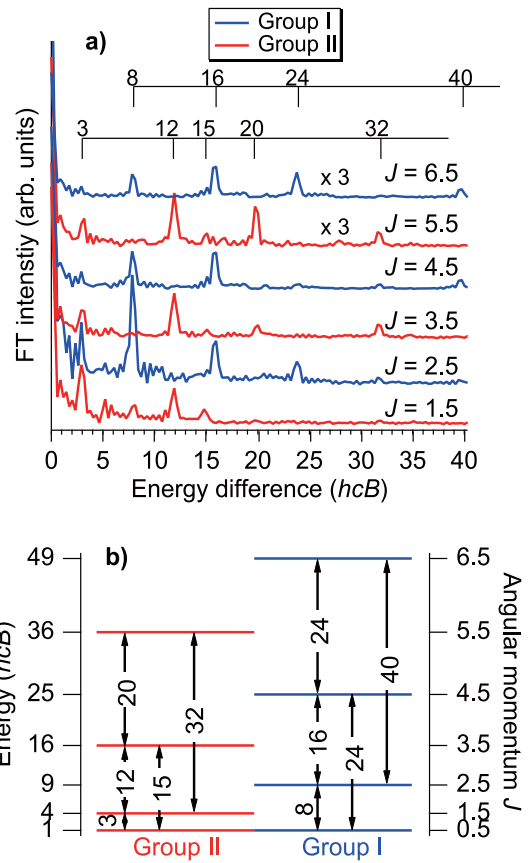 Group I
Group II
a)
8 16 24 40
3 12 15 20 32
x 3 J = 6.5
x 3 J = 5.5
J = 4.5
J = 3.5
J = 2.5
J = 1.5
FT intenstiy (arb. units)
0 5 10 15 20 25 30 35 40
Energy difference (hcB)
b)
Energy (hcB)
49
36
25
16
9
4
1
20
32
12
15
3
24
40
16
24
8
6.5
5.5
4.5
3.5
2.5
1.5
0.5
Angular momentum J
Group II Group I